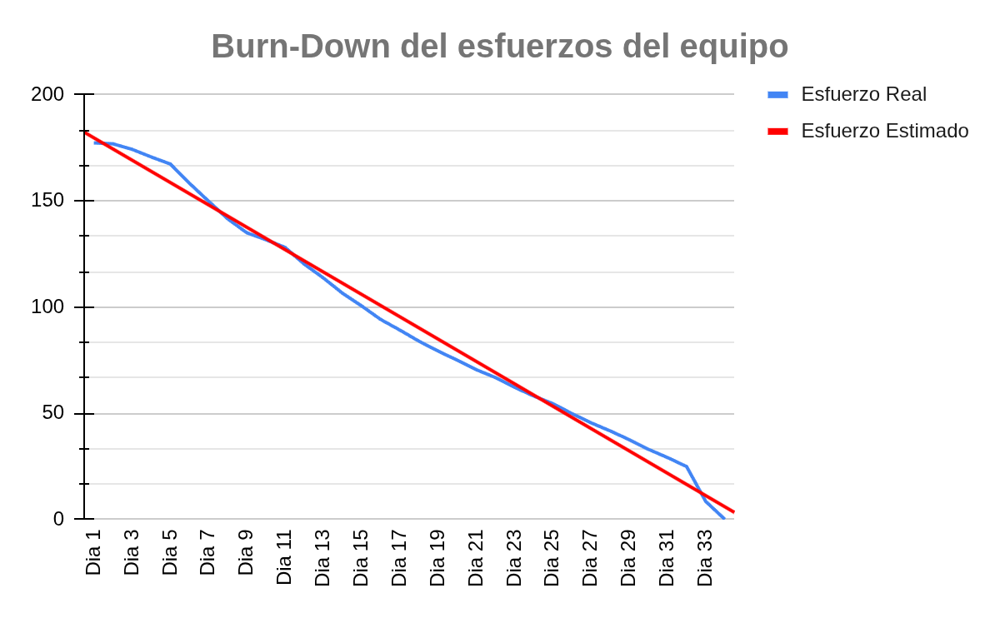 Burn-Down del esfuerzos del equipo
Esfuerzo Real
Esfuerzo Estimado
200
150
100
50
0
Dia 1
Dia 3
Dia 5
Dia 7
Dia 9
Dia 11
Dia 13
Dia 15
Dia 17
Dia 19
Dia 21
Dia 23
Dia 25
Dia 27
Dia 29
Dia 31
Dia 33